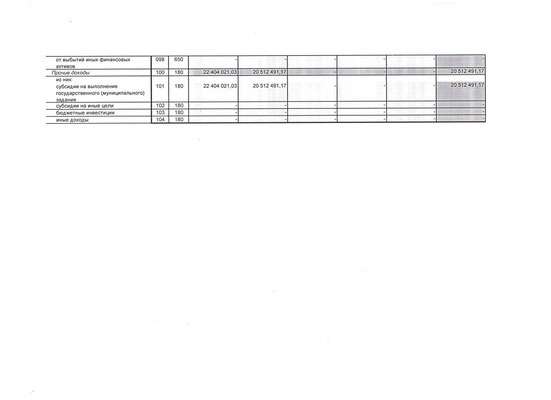 от выбытий иных финансовых 098 650 - - - - - -
активов
Прочие доходы 100 180 22 404 021,03 20 512 491,17 - - - 20 512 491,17
из них:
субсидии на выполнение 101 180 22 404 021,03 20 512 491,17 - - - 20 512 491,17
государственного (муниципального)
задания
субсидии на иные цели 102 180 - - - - - -
бюджетные инвестиции 103 180 - - - - - -
иные доходы 104 180 - - - - - -